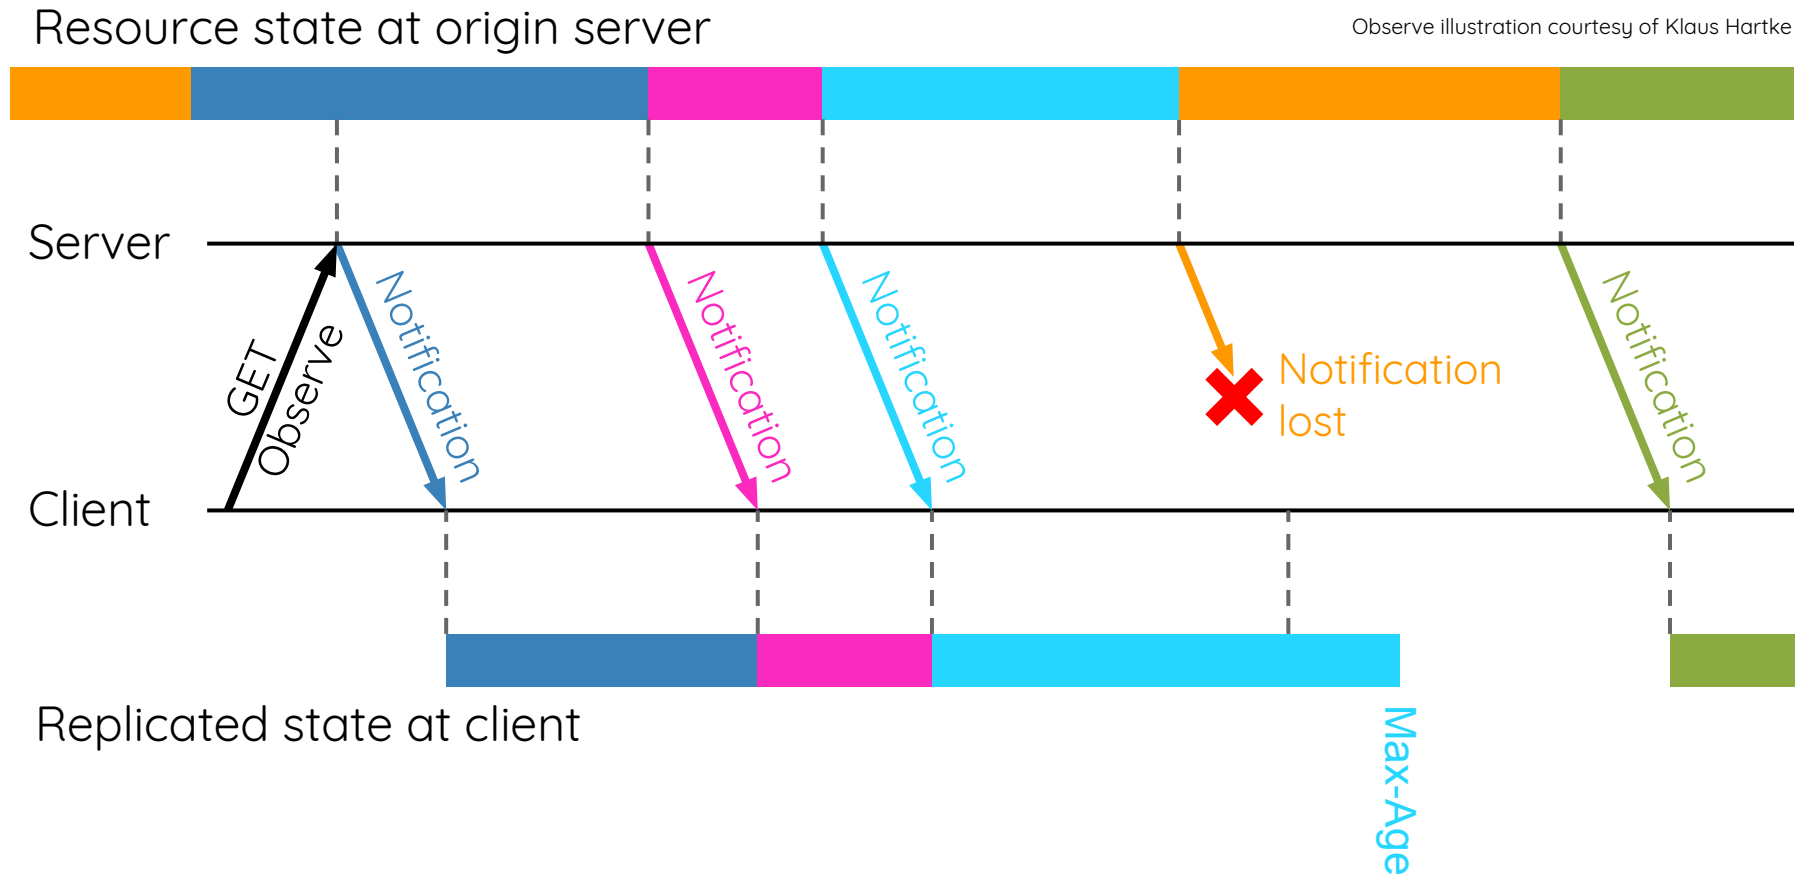 Resource state at origin server
Observe illustration courtesy of Klaus Hartke
Server
GET
Observe
Notification
Notification
Notification
Notification
lost
Notification
Client
Replicated state at client
Max-Age